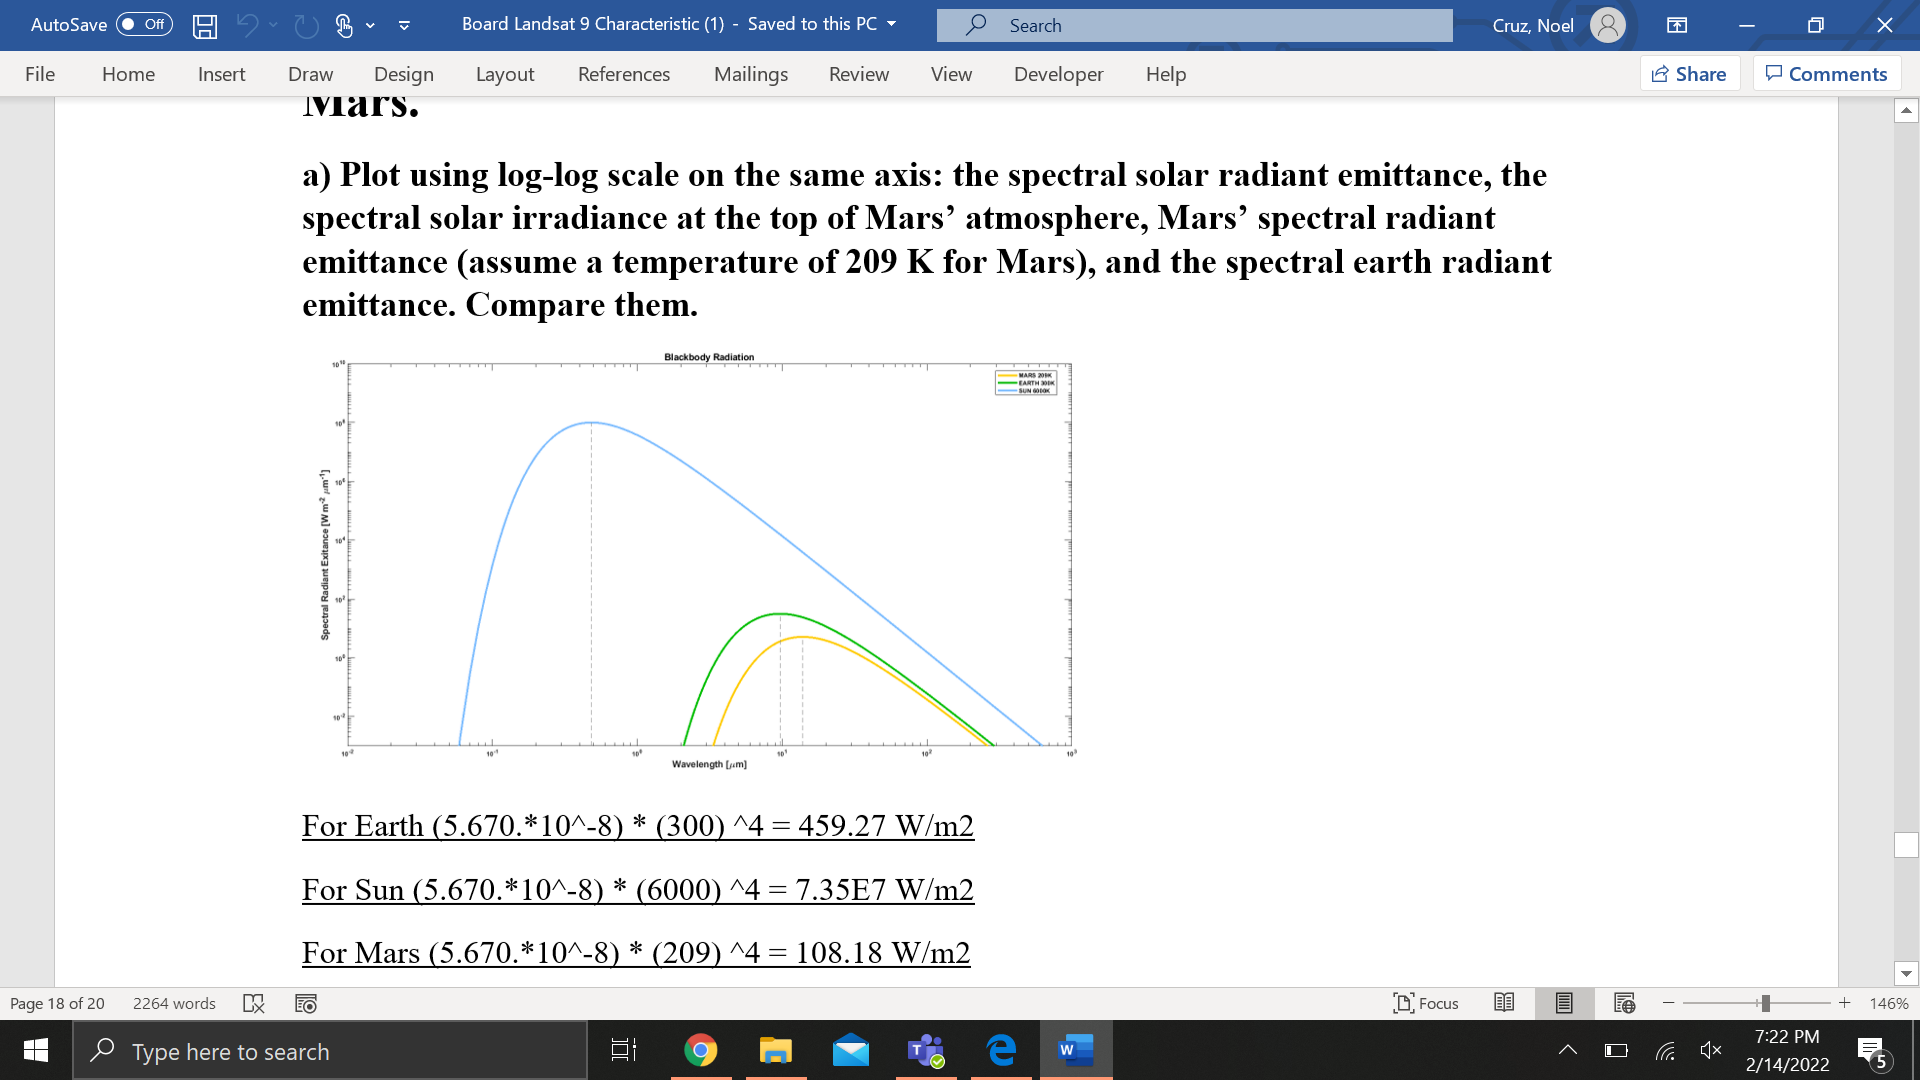 AutoSave Off Board Landsat 9 Characteristic (1) - Saved to this PC Search Cruz, Noel
File Home Insert Draw Design Layout References Mailings Review View Developer Help Share Comments
Mars.
a) Plot using log-log scale on the same axis: the spectral solar radiant emittance, the
spectral solar irradiance at the top of Mars’ atmosphere, Mars’ spectral radiant
emittance (assume a temperature of 209 K for Mars), and the spectral earth radiant
emittance. Compare them.
Blackbody Radiation
MARS 209K
EARTH 300K
SUN 6000K
10^10
10^8
10^6
10^4
10^2
10^0
10^-2
Spectral Radiant Exitance [W m^-2 μm^-1]
10^-2 10^-1 10^0 10^1 10^2 10^3
Wavelength [μm]
For Earth (5.670.*10^-8) * (300) ^4 = 459.27 W/m2
For Sun (5.670.*10^-8) * (6000) ^4 = 7.35E7 W/m2
For Mars (5.670.*10^-8) * (209) ^4 = 108.18 W/m2
Page 18 of 20 2264 words Focus 146%
Type here to search
7:22 PM
2/14/2022
5